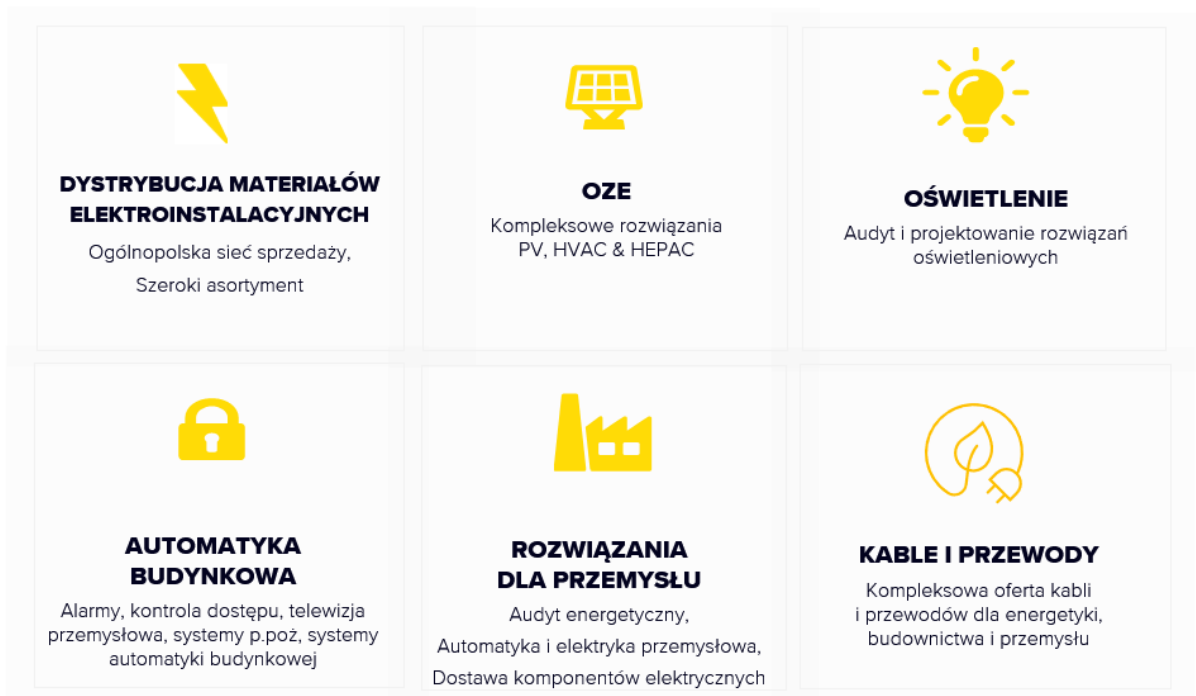 DYSTRYBUCJA MATERIAŁÓW
ELEKTROINSTALACYJNYCH
Ogólnopolska sieć sprzedaży,
Szeroki asortyment
OZE
Kompleksowe rozwiązania
PV, HVAC & HEPAC
OŚWIETLENIE
Audyt i projektowanie rozwiązań
oświetleniowych
AUTOMATYKA
BUDYNKOWA
Alarmy, kontrola dostępu, telewizja
przemysłowa, systemy p.poż, systemy
automatyki budynkowej
ROZWIĄZANIA
DLA PRZEMYSŁU
Audyt energetyczny,
Automatyka i elektryka przemysłowa,
Dostawa komponentów elektrycznych
KABLE I PRZEWODY
Kompleksowa oferta kabli
i przewodów dla energetyki,
budownictwa i przemysłu